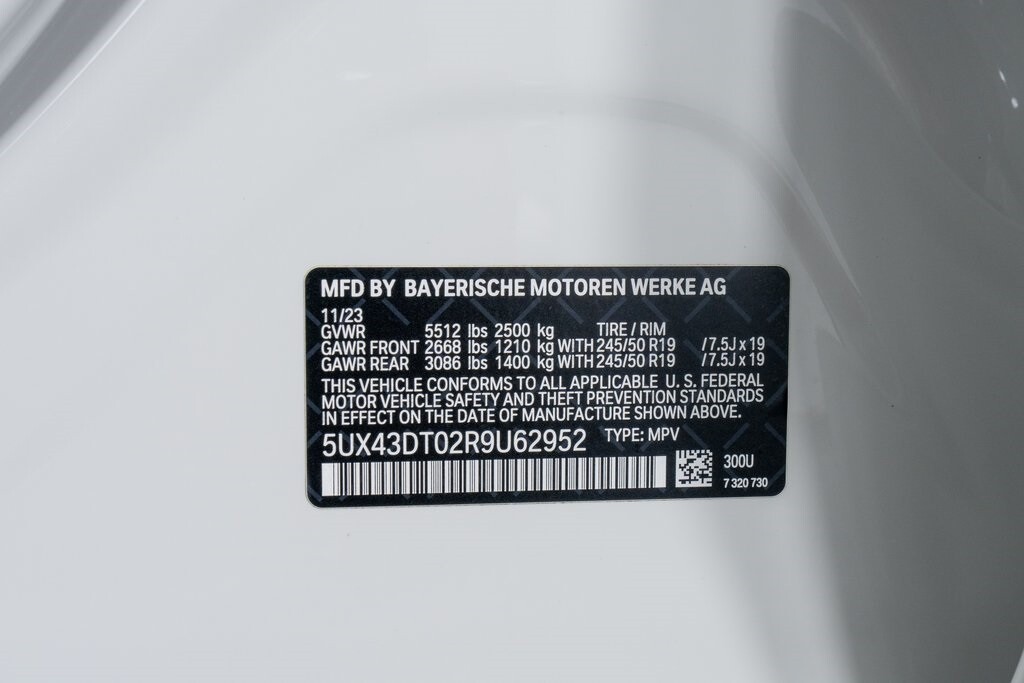 MFD BY BAYERISCHE MOTOREN WERKE AG
11/23
GVWR 5512 lbs 2500 kg TIRE / RIM
GAWR FRONT 2668 lbs 1210 kg WITH 245/50 R19 / 7.5J x 19
GAWR REAR 3086 lbs 1400 kg WITH 245/50 R19 / 7.5J x 19
THIS VEHICLE CONFORMS TO ALL APPLICABLE U. S. FEDERAL
MOTOR VEHICLE SAFETY AND THEFT PREVENTION STANDARDS
IN EFFECT ON THE DATE OF MANUFACTURE SHOWN ABOVE.
5UX43DT02R9U62952 TYPE: MPV
300U
7 320 730